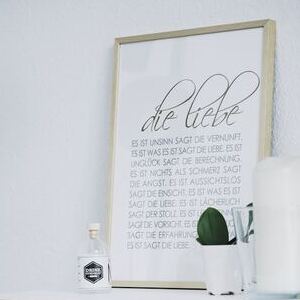 die liebe
ES IST UNSINN SAGT DIE VERNUNFT,
ES IST WAS ES IST SAGT DIE LIEBE. ES IST
UNGLÜCK SAGT DIE BERECHNUNG.
ES IST NICHTS ALS SCHMERZ SAGT
DIE ANGST. ES IST AUSSICHTSLOS
SAGT DIE EINSICHT. ES IST WAS ES IST
SAGT DIE LIEBE. ES IST LÄCHERLICH
SAGT DER STOLZ. ES IST
SAGT DIE VORSICHT. ES IST
SAGT DIE ERFAHRUNG
ES IST SAGT DIE LIEBE.
DRINK